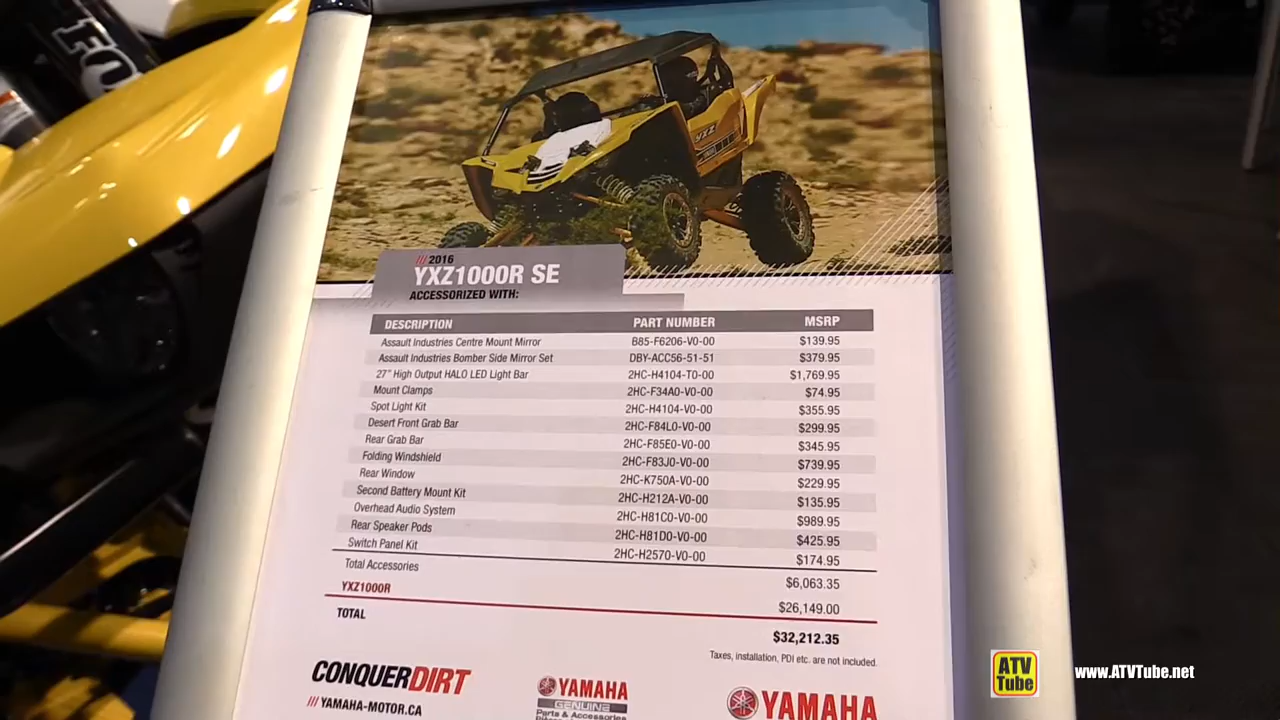 FO
YXZ
/// 2016
YXZ1000R SE
ACCESSORIZED WITH:
DESCRIPTION PART NUMBER MSRP
Assault Industries Centre Mount Mirror B85-F6206-V0-00 $139.95
Assault Industries Bomber Side Mirror Set DBY-ACC56-51-51 $379.95
27" High Output HALO LED Light Bar 2HC-H4104-T0-00 $1,769.95
Mount Clamps 2HC-F34A0-V0-00 $74.95
Spot Light Kit 2HC-H4104-V0-00 $355.95
Desert Front Grab Bar 2HC-F84L0-V0-00 $299.95
Rear Grab Bar 2HC-F85E0-V0-00 $345.95
Folding Windshield 2HC-F83J0-V0-00 $739.95
Rear Window 2HC-K750A-V0-00 $229.95
Second Battery Mount Kit 2HC-H212A-V0-00 $135.95
Overhead Audio System 2HC-H81C0-V0-00 $989.95
Rear Speaker Pods 2HC-H81D0-V0-00 $425.95
Switch Panel Kit 2HC-H2570-V0-00 $174.95
Total Accessories $6,063.35
YXZ1000R $26,149.00
TOTAL $32,212.35
Taxes, installation, PDI etc. are not included.
CONQUERDIRT
/// YAMAHA-MOTOR.CA
YAMAHA
GENUINE
Parts & Accessories
YAMAHA
ATV
Tube
www.ATVTube.net